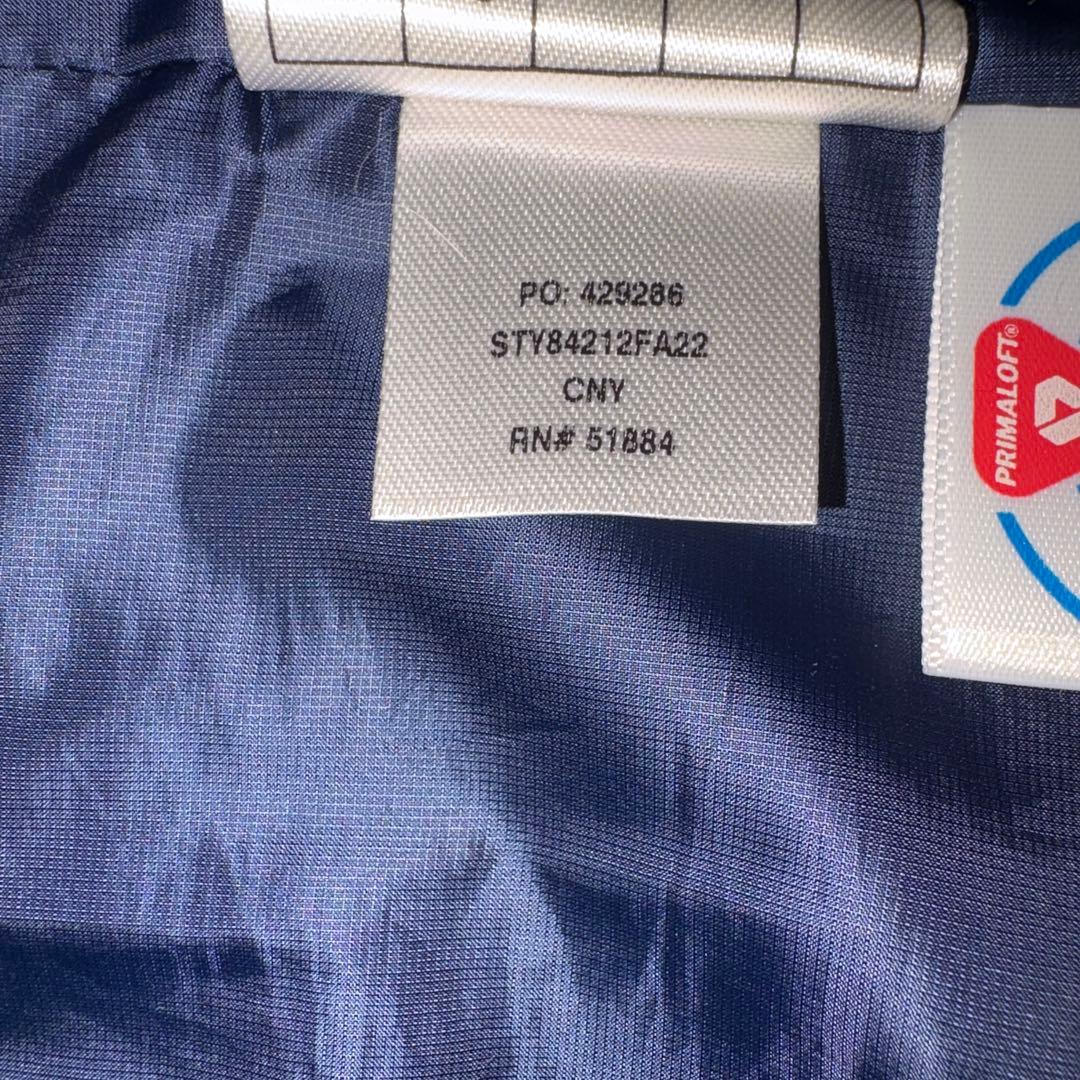 PO: 429286
STY84212FA22
CNY
RN# 51884
PRIMALOFT®